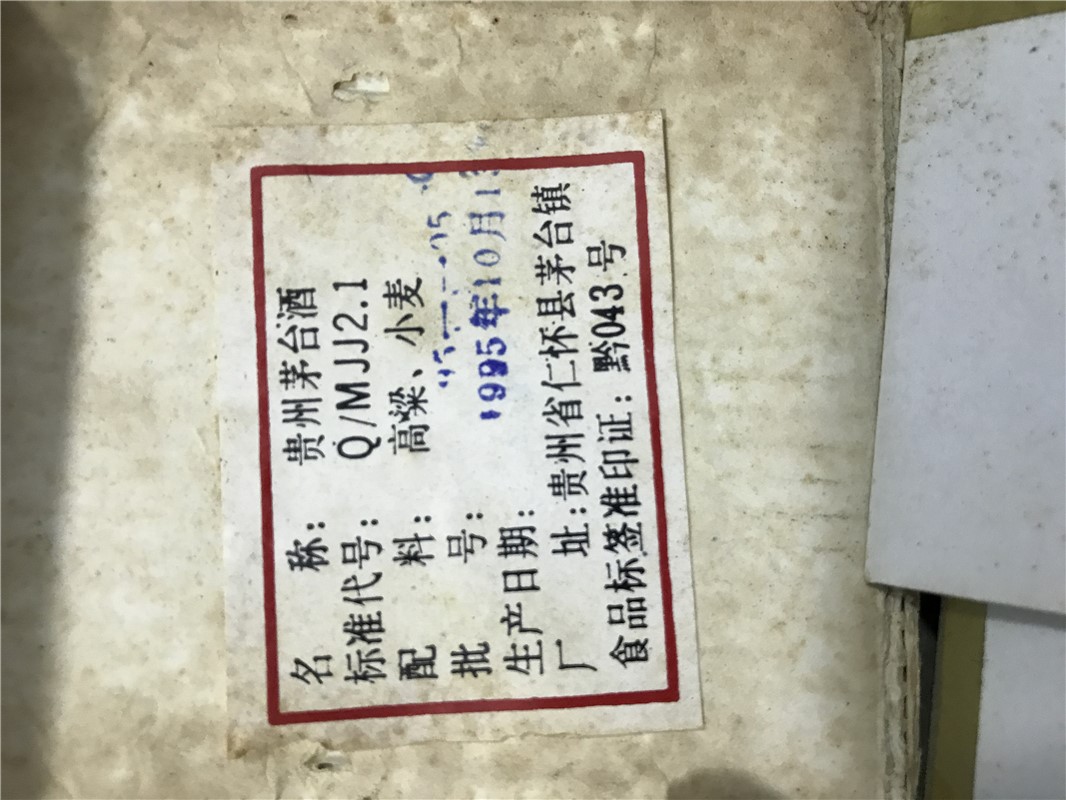 名 称：贵州茅台酒
标准代号：Q/MJJ2.1
配 料：高粱、小麦
批 号：
生产日期：1995年10月13
厂 址：贵州省仁怀县茅台镇
食品标签准印证：黔043号